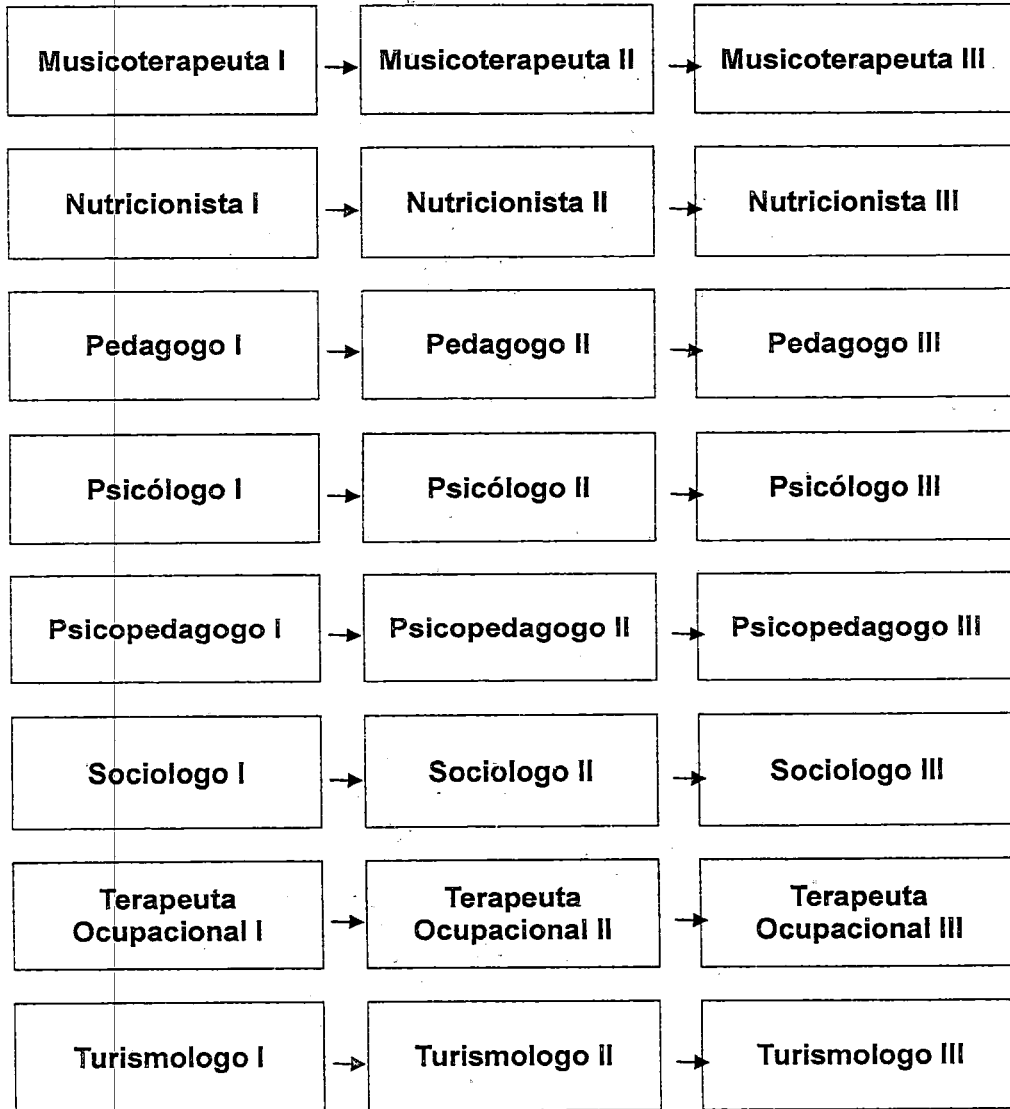 Musicoterapeuta I
Musicoterapeuta II
Musicoterapeuta III
Nutricionista I
Nutricionista II
Nutricionista III
Pedagogo I
Pedagogo II
Pedagogo III
Psicólogo I
Psicólogo II
Psicólogo III
Psicopedagogo I
Psicopedagogo II
Psicopedagogo III
Sociologo I
Sociologo II
Sociologo III
Terapeuta
Ocupacional I
Terapeuta
Ocupacional II
Terapeuta
Ocupacional III
Turismologo I
Turismologo II
Turismologo III